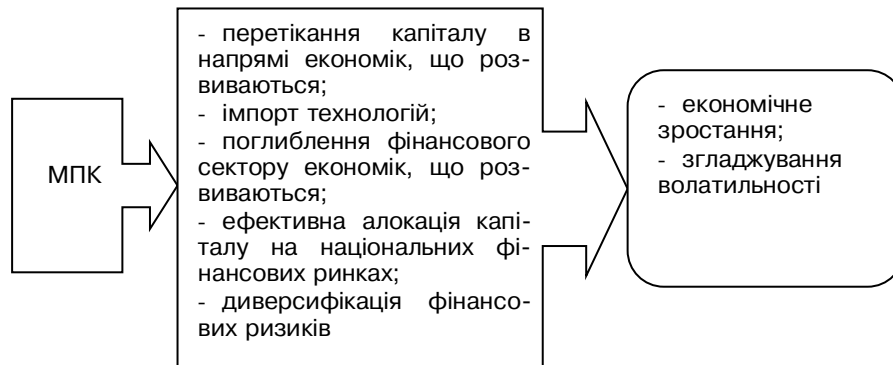 МПК
- перетікання капіталу в
напрямі економік, що роз-
виваються;
- імпорт технологій;
- поглиблення фінансового
сектору економік, що роз-
виваються;
- ефективна алокація капі-
талу на національних фі-
нансових ринках;
- диверсифікація фінансо-
вих ризиків
- економічне
зростання;
- згладжування
волатильності